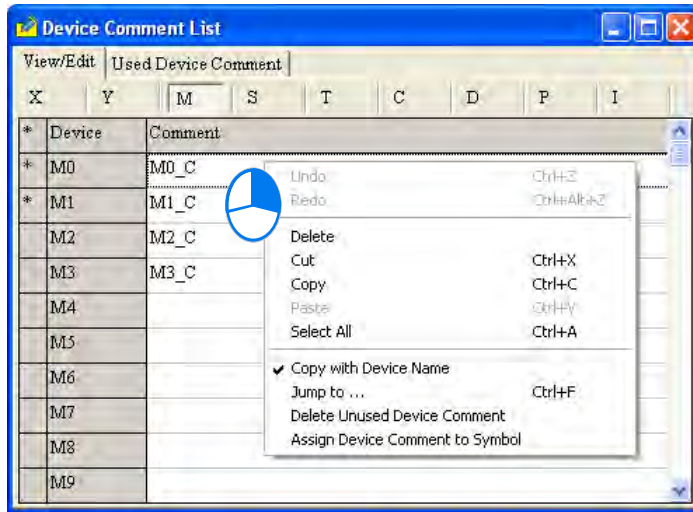 Device Comment List
View/Edit Used Device Comment
X Y M S T C D P I
* Device Comment
* M0 M0_C
* M1 M1_C
M2 M2_C
M3 M3_C
M4
M5
M6
M7
M8
M9
Undo Ctrl+Z
Redo Ctrl+Alt+Z
Delete
Cut Ctrl+X
Copy Ctrl+C
Paste Ctrl+V
Select All Ctrl+A
Copy with Device Name
Jump to ... Ctrl+F
Delete Unused Device Comment
Assign Device Comment to Symbol